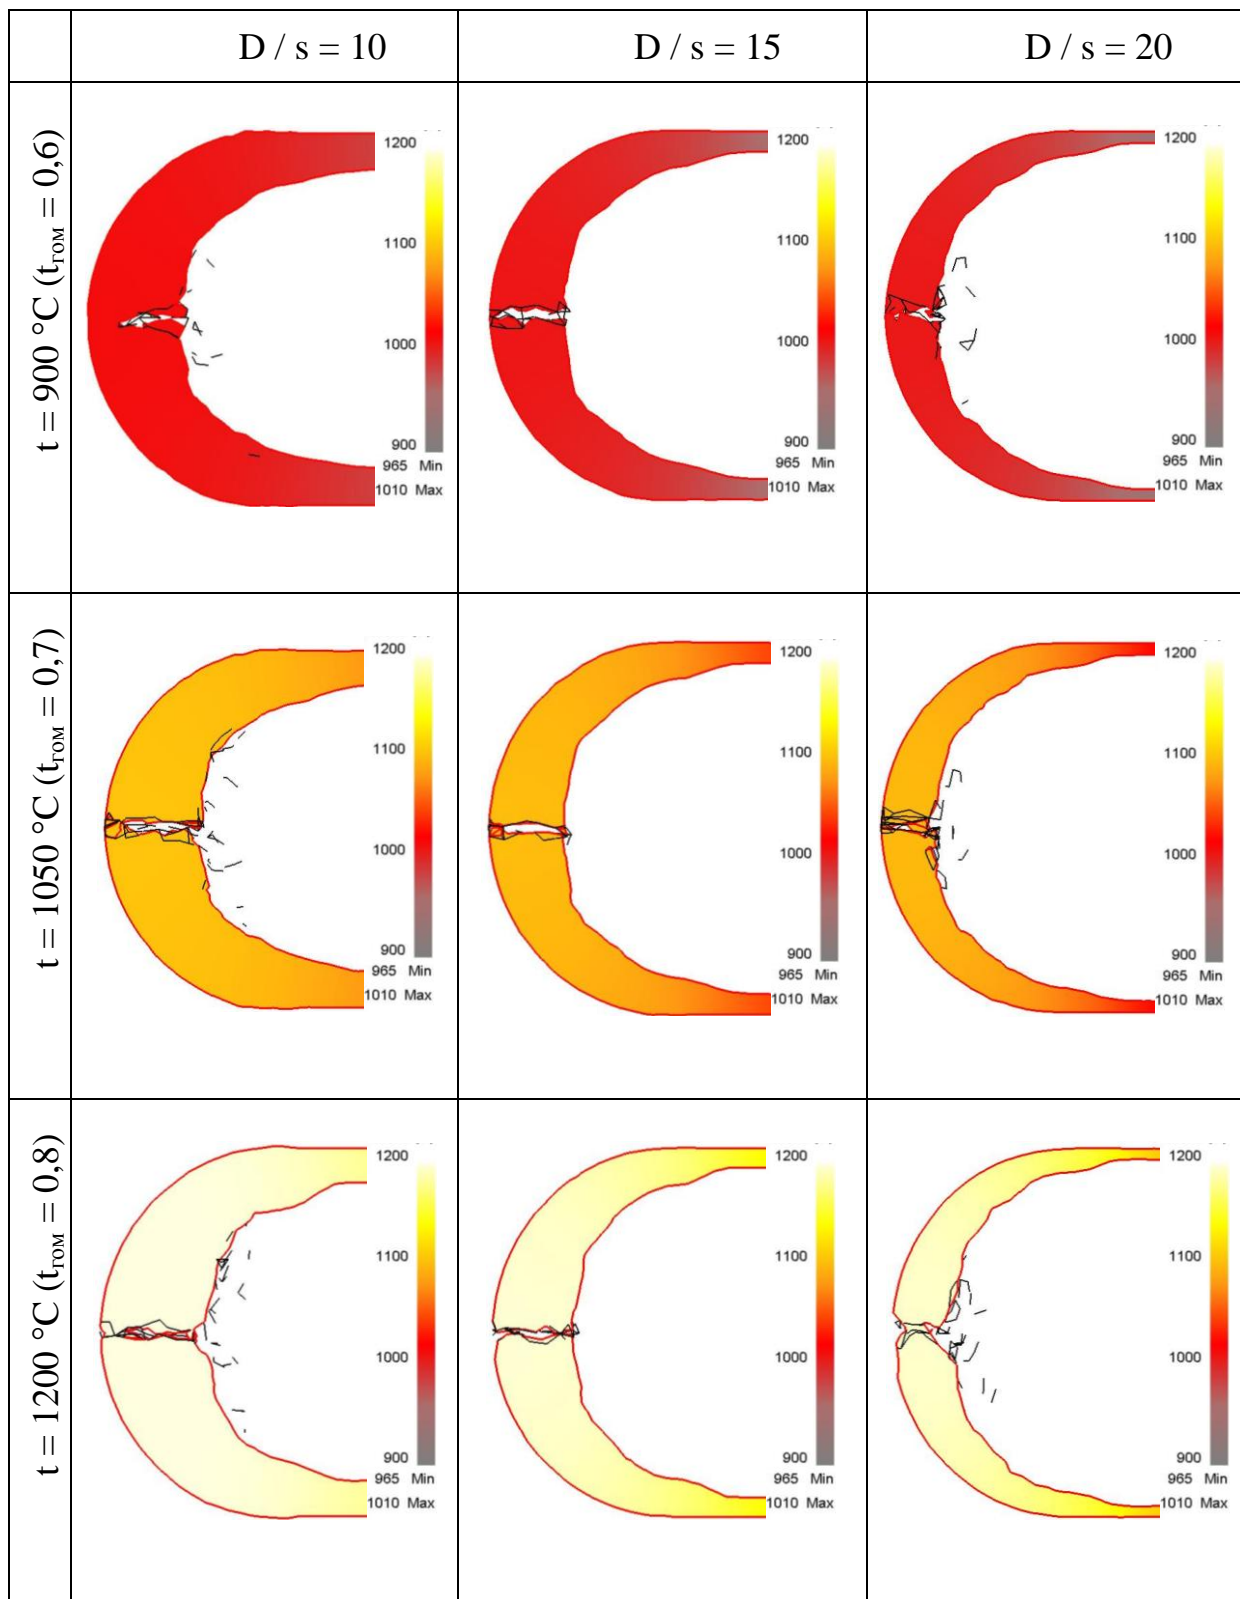 D / s = 10
D / s = 15
D / s = 20
t = 900 °C (tгом = 0,6)
1200
1100
1000
900
965 Min
1010 Max
1200
1100
1000
900
965 Min
1010 Max
1200
1100
1000
900
965 Min
1010 Max
t = 1050 °C (tгом = 0,7)
1200
1100
1000
900
965 Min
1010 Max
1200
1100
1000
900
965 Min
1010 Max
1200
1100
1000
900
965 Min
1010 Max
t = 1200 °C (tгом = 0,8)
1200
1100
1000
900
965 Min
1010 Max
1200
1100
1000
900
965 Min
1010 Max
1200
1100
1000
900
965 Min
1010 Max